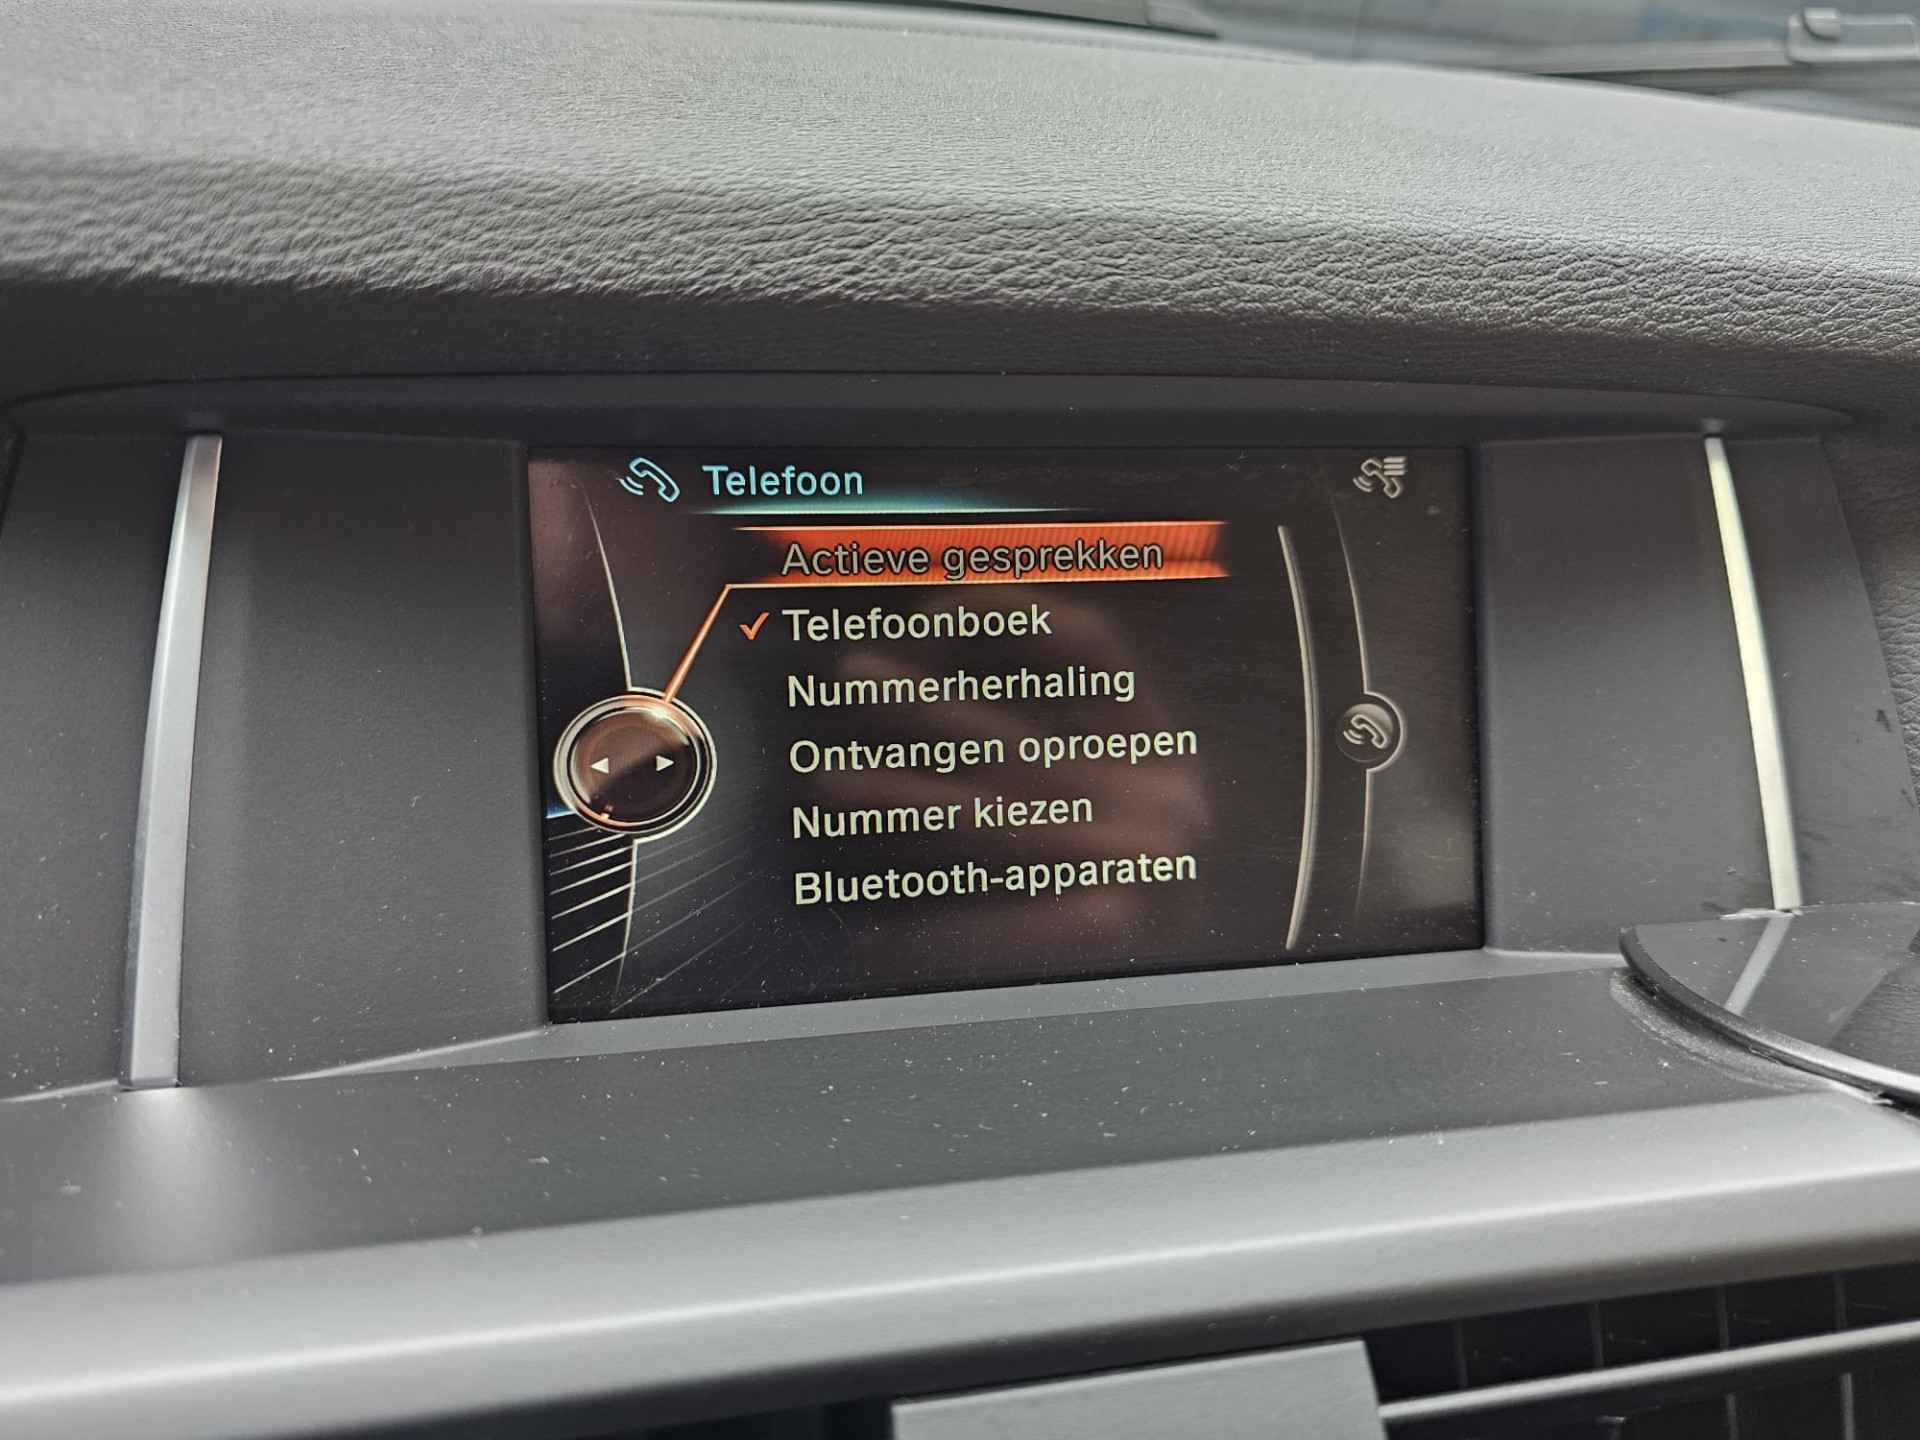 Telefoon
Actieve gesprekken
Telefoonboek
Nummerherhaling
Ontvangen oproepen
Nummer kiezen
Bluetooth-apparaten